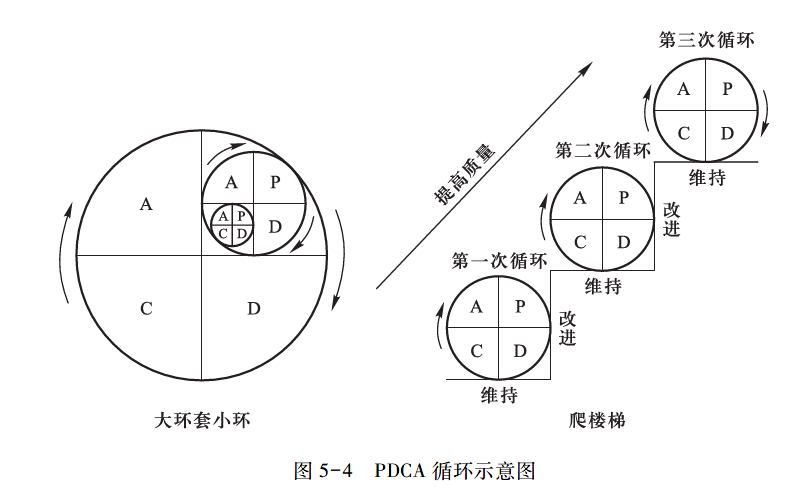 第三次循环
A P
C D
维持
第二次循环
提高质量
A P
C D
改进
维持
第一次循环
A P
C D
改进
维持
A
A P
A P
C D
D
C D
大环套小环
爬楼梯
图 5-4 PDCA 循环示意图